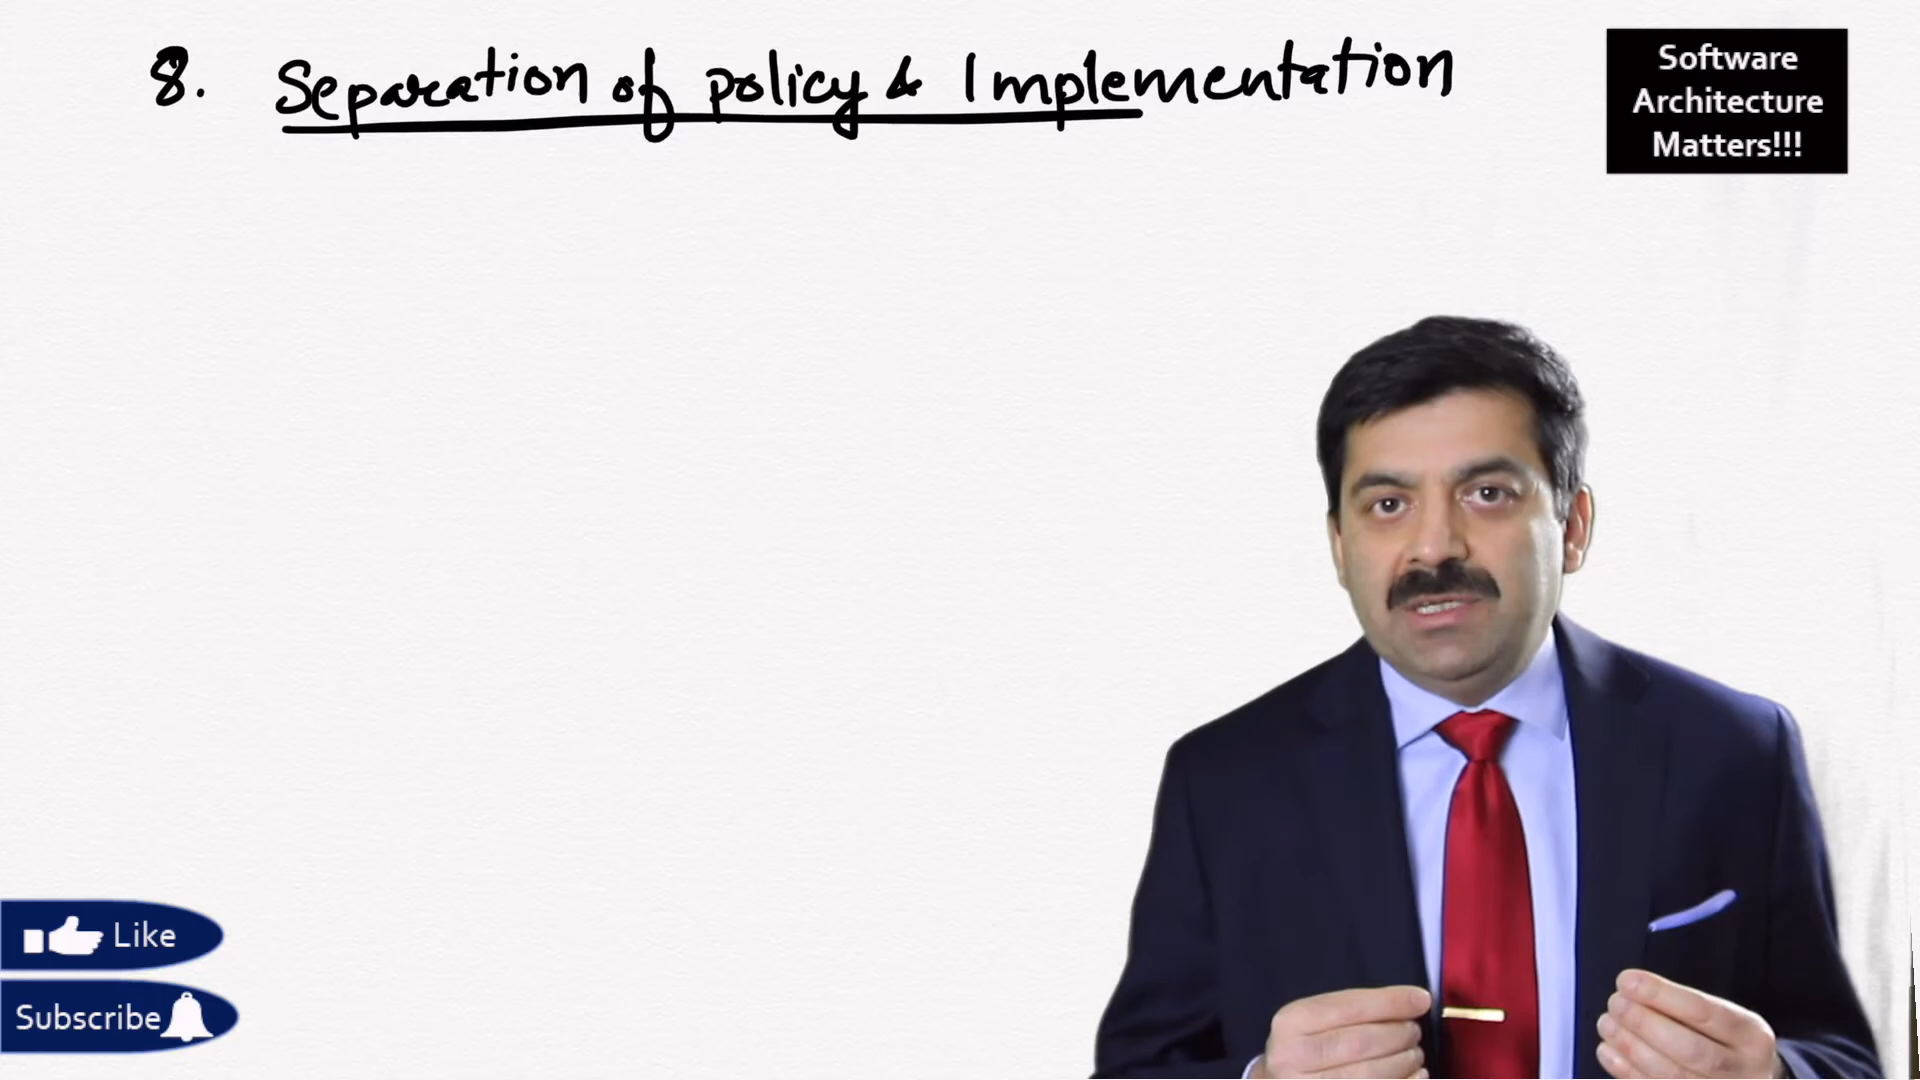 8. Separation of policy & Implementation
Software
Architecture
Matters!!!
Like
Subscribe